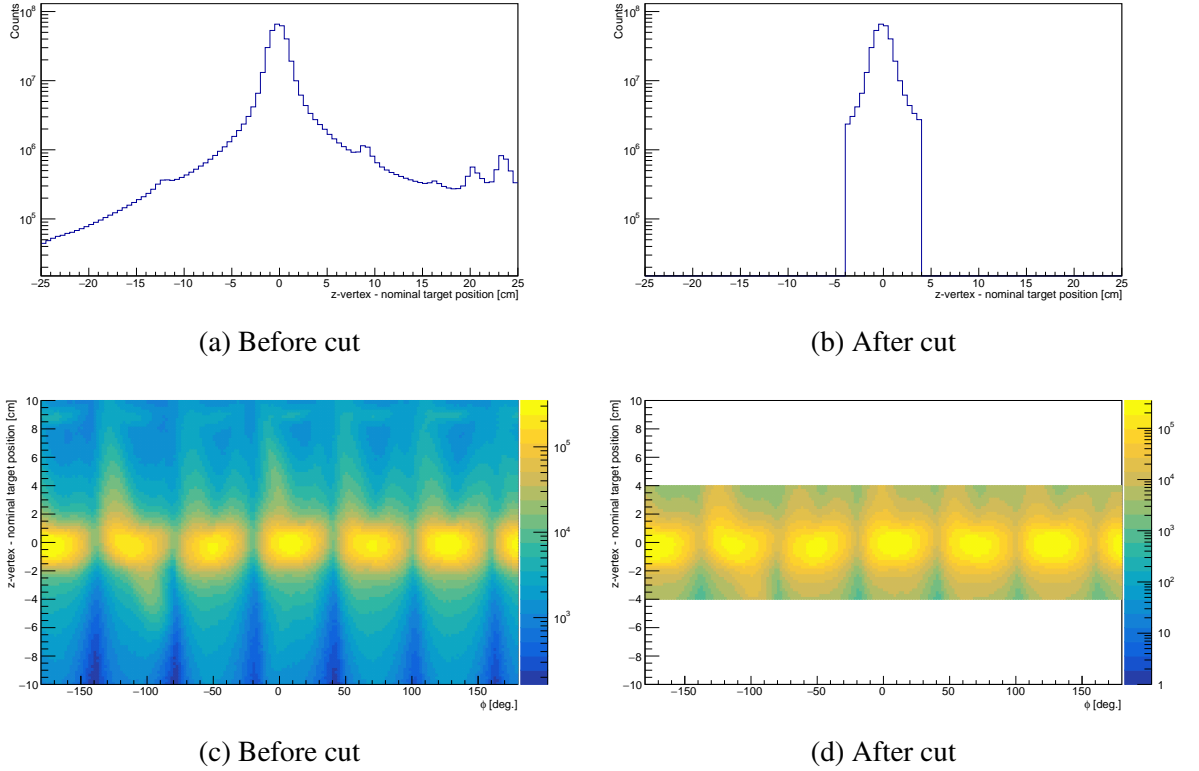 Counts
10^8
10^7
10^6
10^5
−25 −20 −15 −10 −5 0 5 10 15 20 25
z-vertex - nominal target position [cm]
(a) Before cut
Counts
10^8
10^7
10^6
10^5
−25 −20 −15 −10 −5 0 5 10 15 20 25
z-vertex - nominal target position [cm]
(b) After cut
z-vertex - nominal target position [cm]
10
8
6
4
2
0
−2
−4
−6
−8
−10
−150 −100 −50 0 50 100 150
ϕ [deg.]
10^5
10^4
10^3
(c) Before cut
z-vertex - nominal target position [cm]
10
8
6
4
2
0
−2
−4
−6
−8
−10
−150 −100 −50 0 50 100 150
ϕ [deg.]
10^5
10^4
10^3
10^2
10
1
(d) After cut